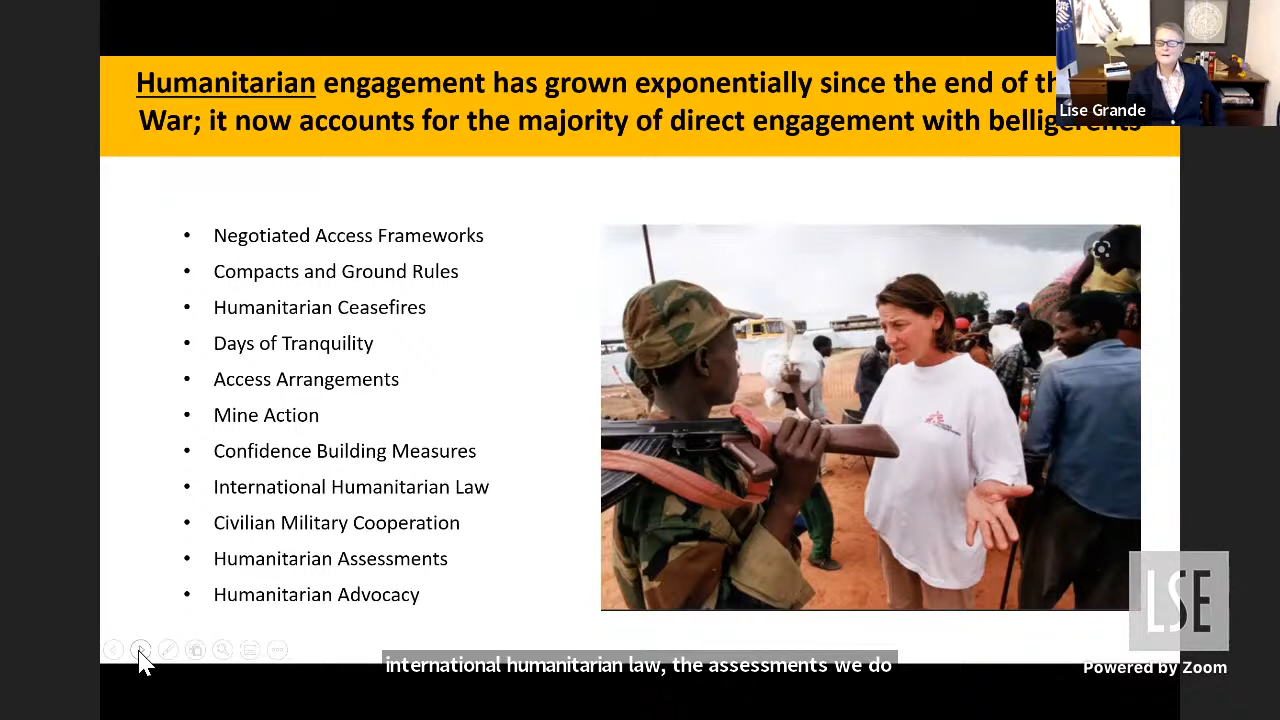 Humanitarian engagement has grown exponentially since the end of th
War; it now accounts for the majority of direct engagement with belligerents
Lise Grande
• Negotiated Access Frameworks
• Compacts and Ground Rules
• Humanitarian Ceasefires
• Days of Tranquility
• Access Arrangements
• Mine Action
• Confidence Building Measures
• International Humanitarian Law
• Civilian Military Cooperation
• Humanitarian Assessments
• Humanitarian Advocacy
LSE
international humanitarian law, the assessments we do
Powered by Zoom